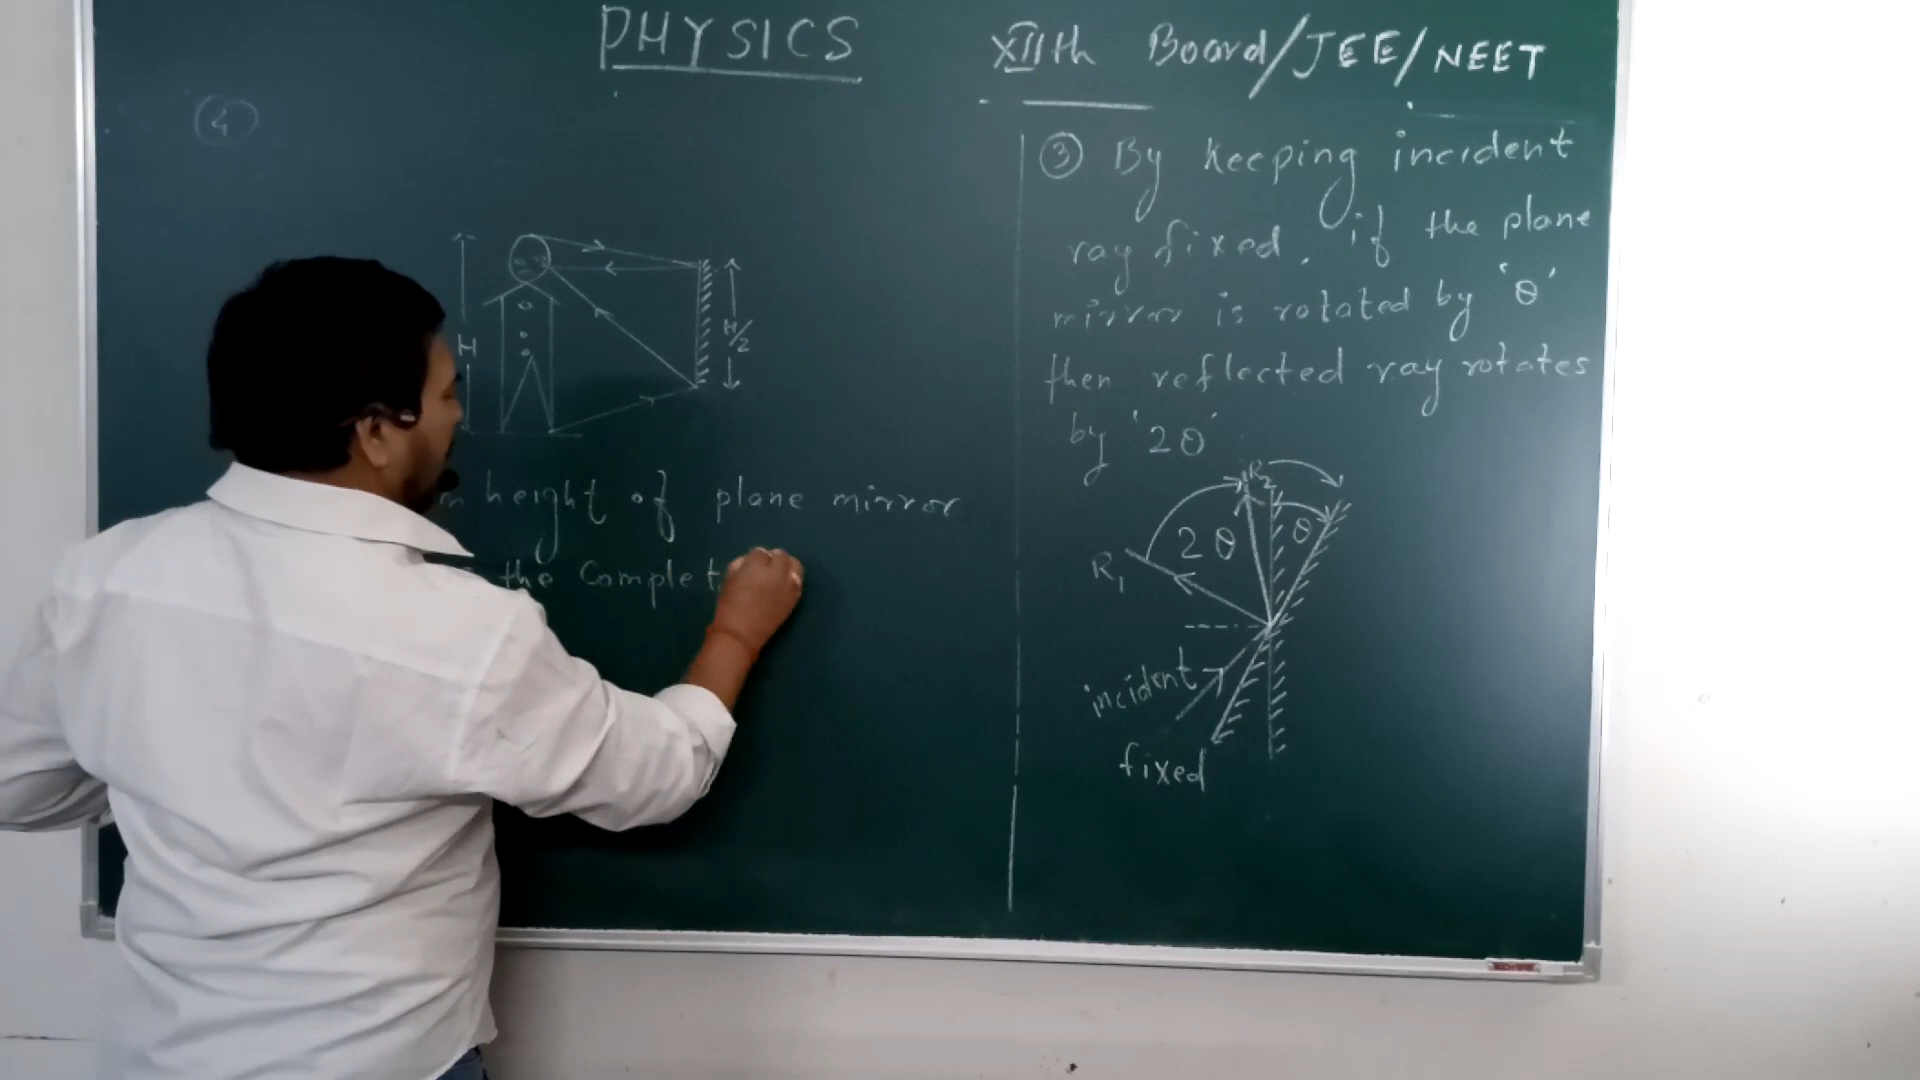 PHYSICS
XIIth Board/JEE/NEET
4
H
H/2
height of plane mirror
the Complet
3 By Keeping incident
ray fixed, if the plane
mirror is rotated by 'θ'
then reflected ray rotates
by '2θ'
R2
2θ
θ
R1
incident
fixed